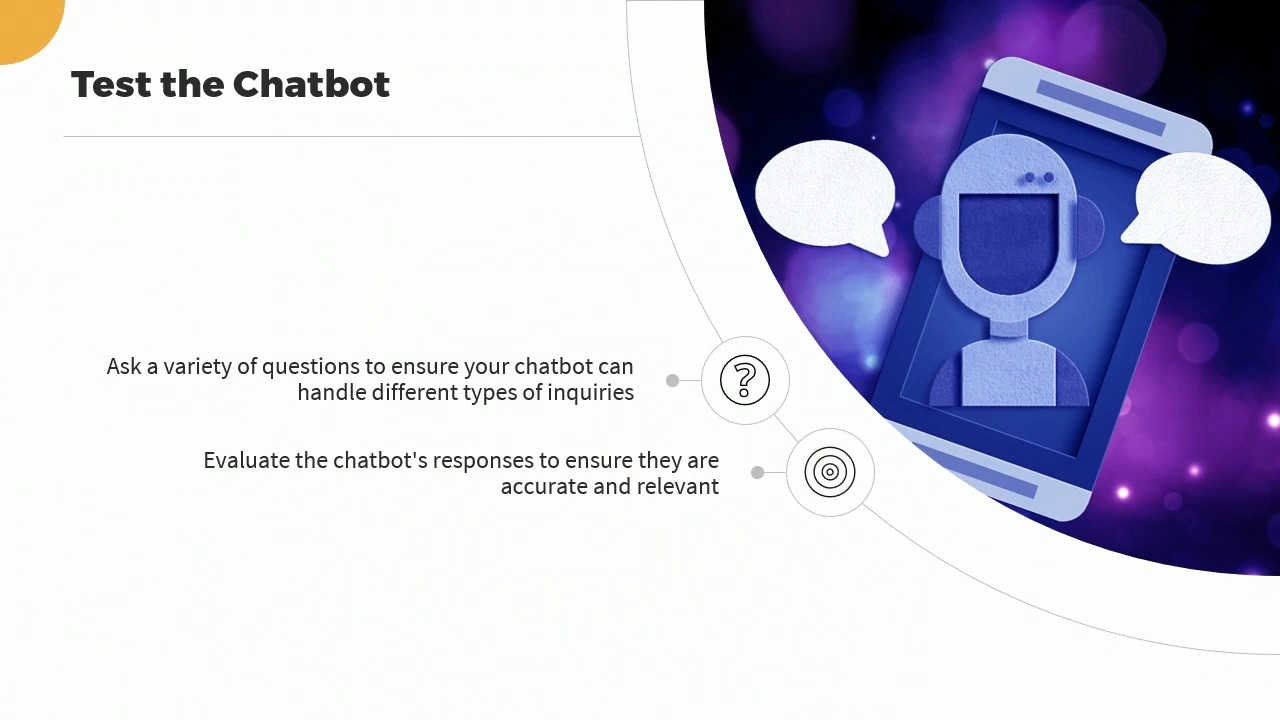 Test the Chatbot
Ask a variety of questions to ensure your chatbot can
handle different types of inquiries
Evaluate the chatbot's responses to ensure they are
accurate and relevant